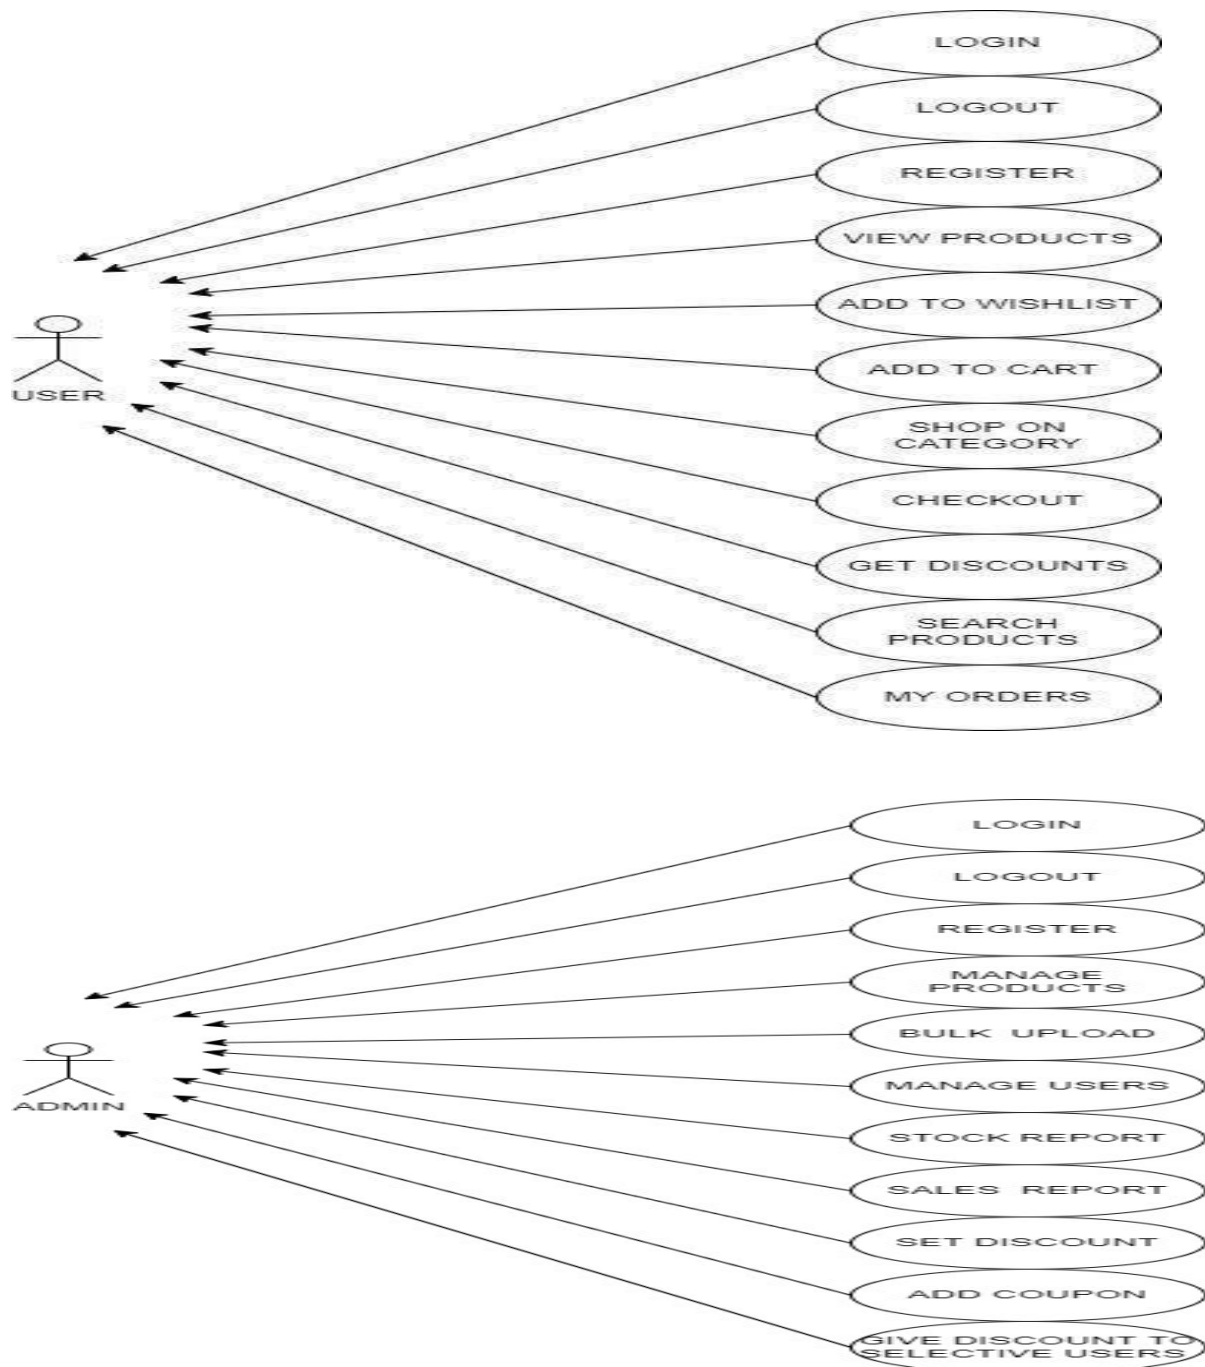 LOGIN
LOGOUT
REGISTER
VIEW PRODUCTS
ADD TO WISHLIST
USER
ADD TO CART
SHOP ON
CATEGORY
CHECKOUT
GET DISCOUNTS
SEARCH
PRODUCTS
MY ORDERS
LOGIN
LOGOUT
REGISTER
MANAGE
PRODUCTS
BULK UPLOAD
MANAGE USERS
ADMIN
STOCK REPORT
SALES REPORT
SET DISCOUNT
ADD COUPON
GIVE DISCOUNT TO
SELECTIVE USERS